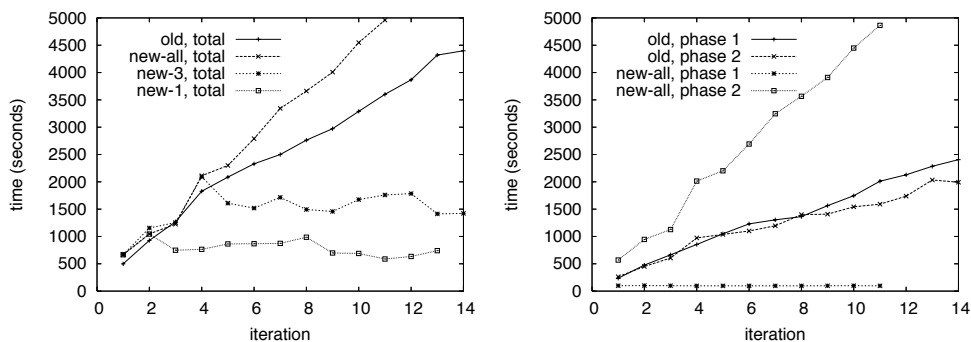 5000
4500
4000
3500
3000
2500
2000
1500
1000
500
0
time (seconds)
old, total
new-all, total
new-3, total
new-1, total
0 2 4 6 8 10 12 14
iteration
5000
4500
4000
3500
3000
2500
2000
1500
1000
500
0
time (seconds)
old, phase 1
old, phase 2
new-all, phase 1
new-all, phase 2
0 2 4 6 8 10 12 14
iteration